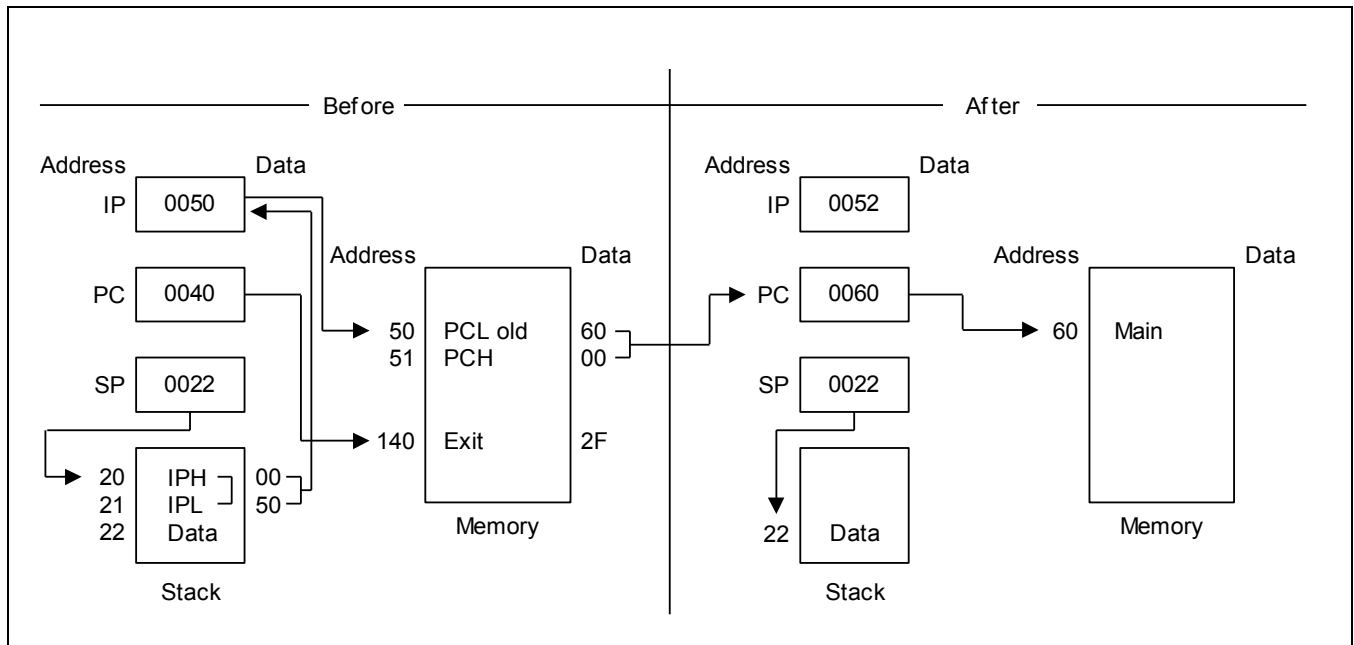 Before
Address Data
IP 0050
PC 0040
SP 0022
20 IPH 00
21 IPL 50
22 Data
Stack
Address Data
50 PCL old 60
51 PCH 00
140 Exit 2F
Memory
After
Address Data
IP 0052
PC 0060
SP 0022
22 Data
Stack
Address Data
60 Main
Memory